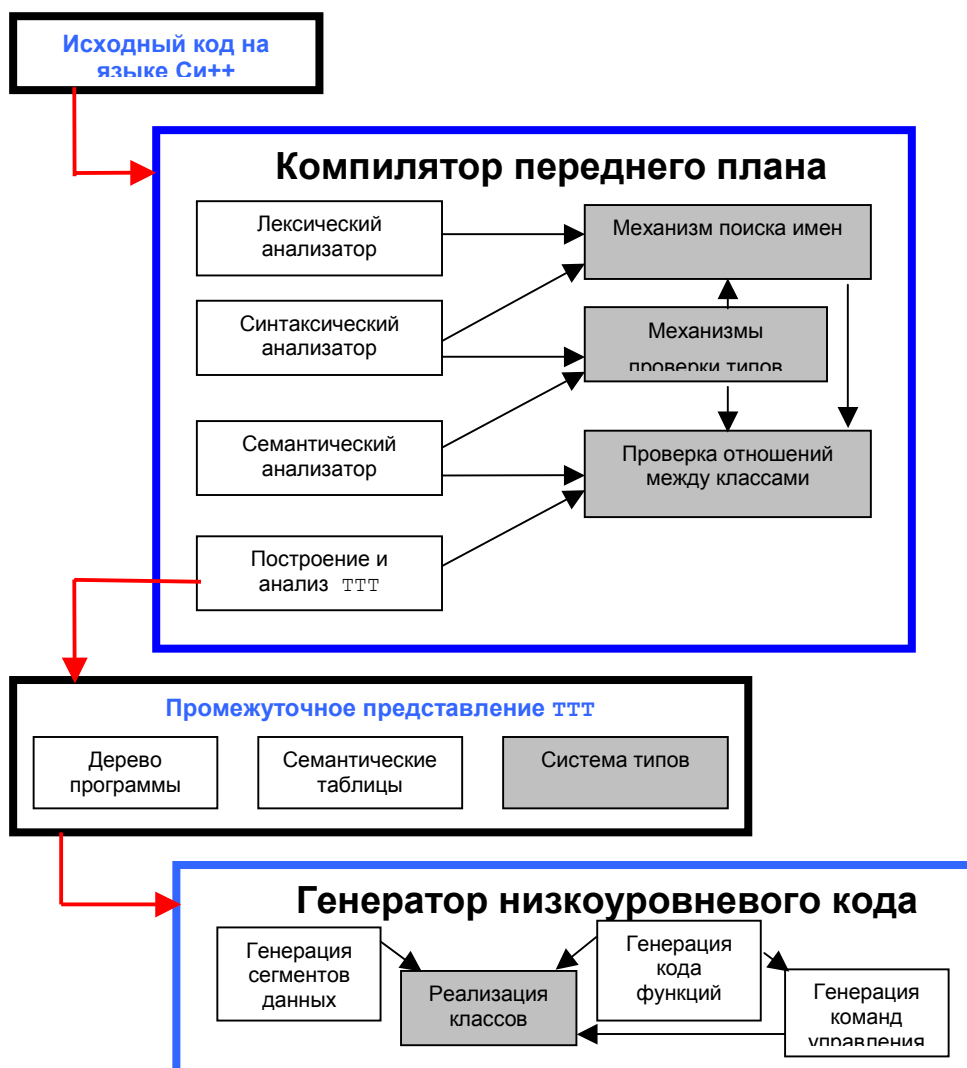 Исходный код на
языке Си++
Компилятор переднего плана
Лексический
анализатор
Механизм поиска имен
Синтаксический
анализатор
Механизмы
проверки типов
Семантический
анализатор
Проверка отношений
между классами
Построение и
анализ ТТТ
Промежуточное представление ТТТ
Дерево
программы
Семантические
таблицы
Система типов
Генератор низкоуровневого кода
Генерация
сегментов
данных
Реализация
классов
Генерация
кода
функций
Генерация
команд
управления